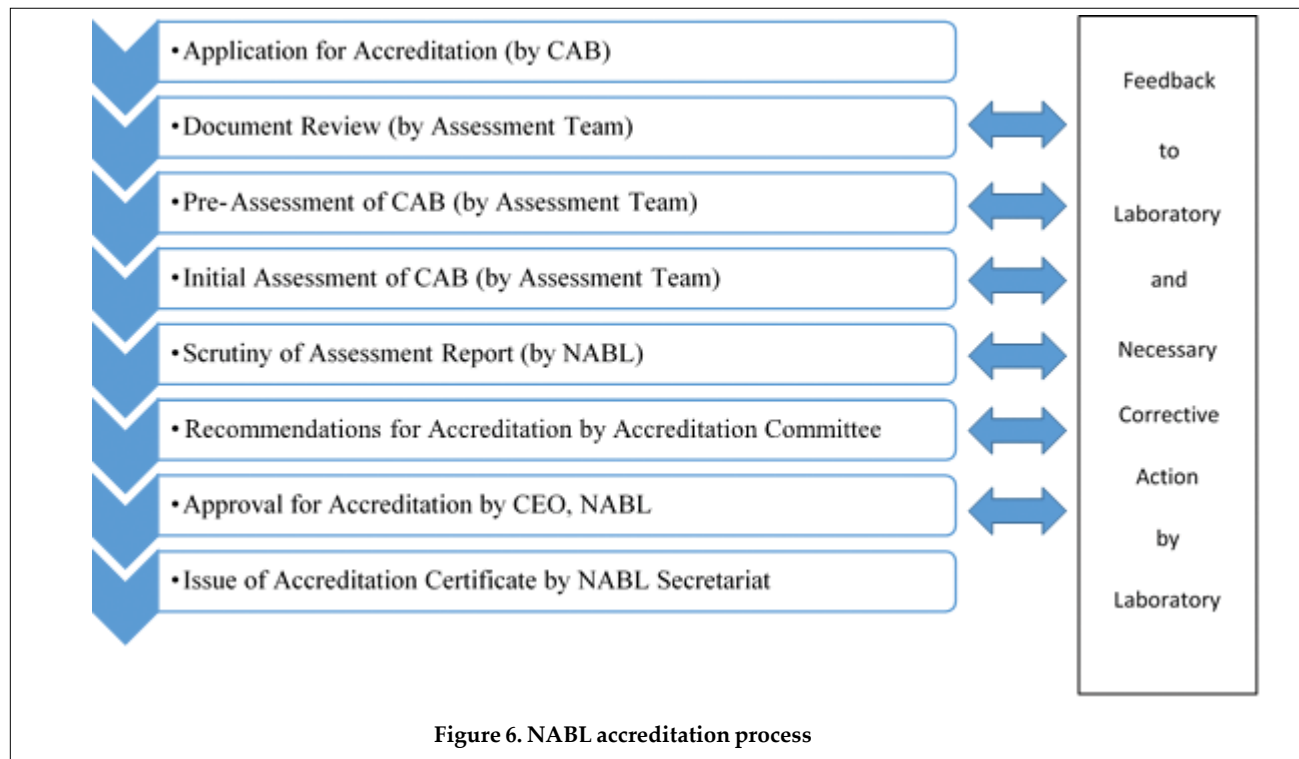 •Application for Accreditation (by CAB)
•Document Review (by Assessment Team)
•Pre-Assessment of CAB (by Assessment Team)
•Initial Assessment of CAB (by Assessment Team)
•Scrutiny of Assessment Report (by NABL)
•Recommendations for Accreditation by Accreditation Committee
•Approval for Accreditation by CEO, NABL
•Issue of Accreditation Certificate by NABL Secretariat
Feedback
to
Laboratory
and
Necessary
Corrective
Action
by
Laboratory
Figure 6. NABL accreditation process